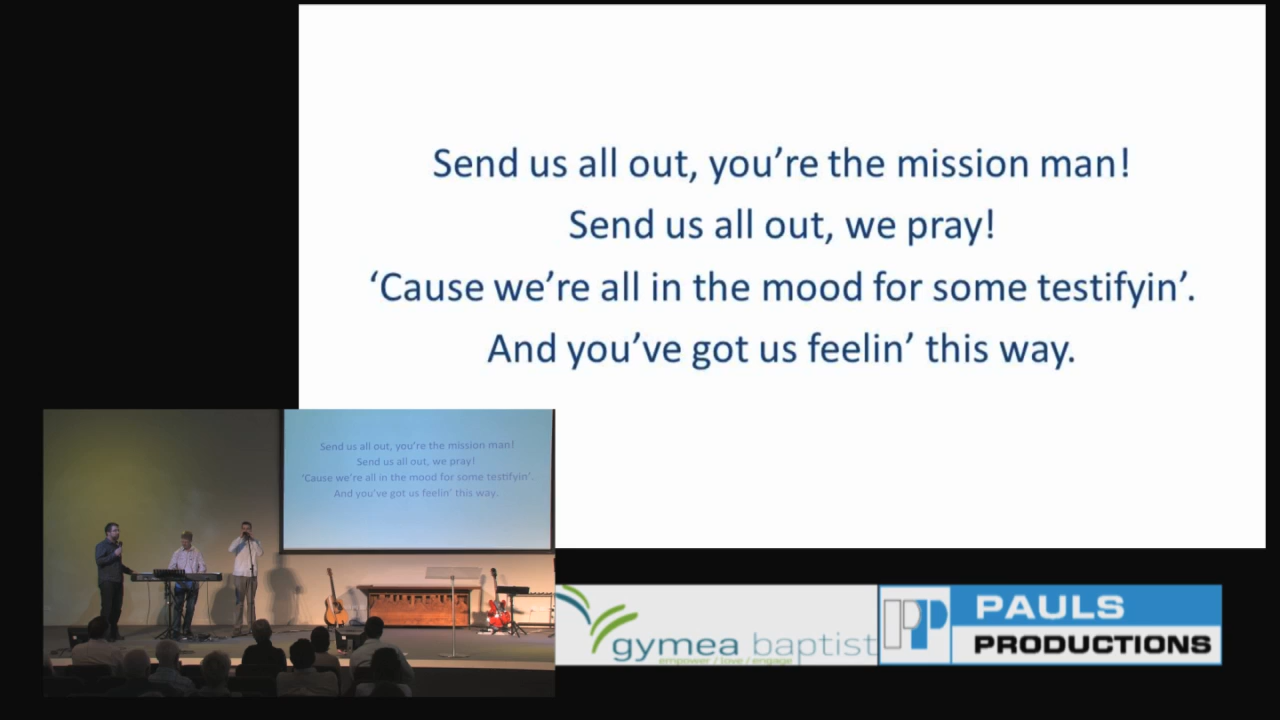 Send us all out, you're the mission man!
Send us all out, we pray!
‘Cause we're all in the mood for some testifyin’.
And you've got us feelin’ this way.
Send us all out, you're the mission man!
Send us all out, we pray!
‘Cause we're all in the mood for some testifyin’.
And you've got us feelin’ this way.
gymea baptist
empower / love / engage
PAULS
PRODUCTIONS